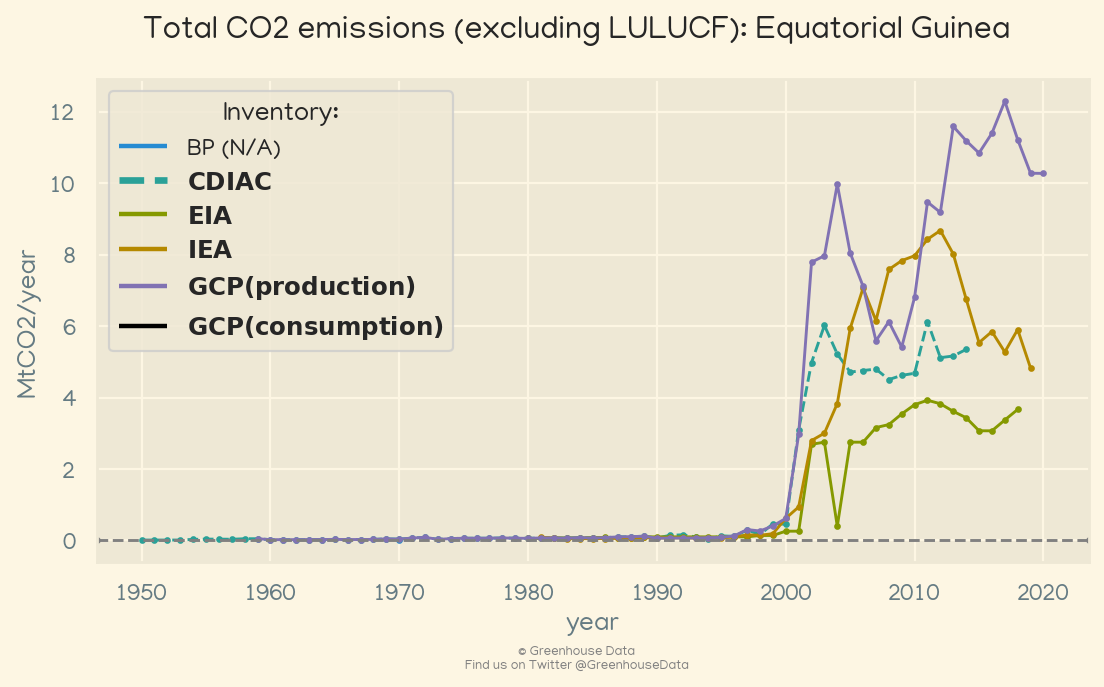 Total CO2 emissions (excluding LULUCF): Equatorial Guinea
Inventory:
BP (N/A)
CDIAC
EIA
IEA
GCP(production)
GCP(consumption)
MtCO2/year
12
10
8
6
4
2
0
1950 1960 1970 1980 1990 2000 2010 2020
year
© Greenhouse Data
Find us on Twitter @GreenhouseData